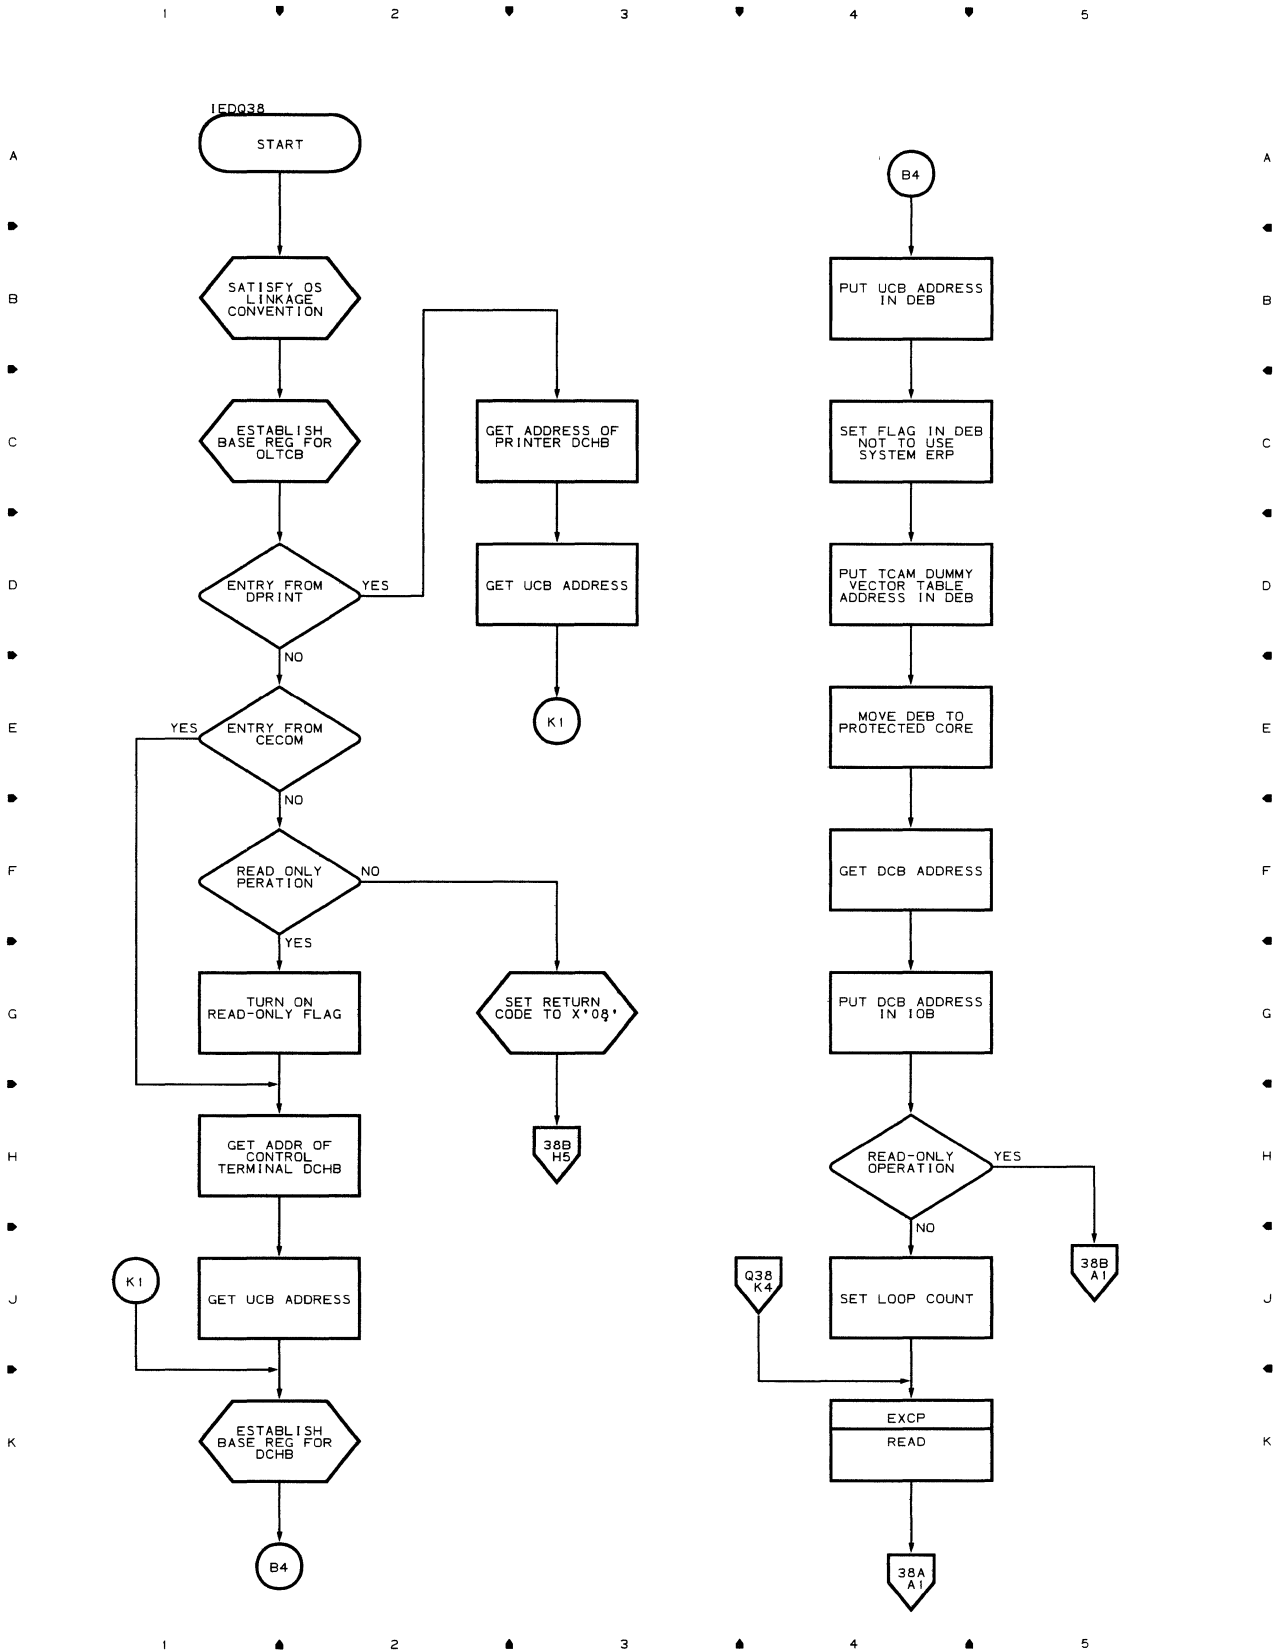 1 2 3 4 5
IEDQ38
START
A
A
B4
SATISFY OS
LINKAGE
CONVENTION
PUT UCB ADDRESS
IN DEB
B
B
ESTABLISH
BASE REG FOR
OLTCB
GET ADDRESS OF
PRINTER DCHB
SET FLAG IN DEB
NOT TO USE
SYSTEM ERP
C
C
ENTRY FROM
DPRINT
YES
NO
GET UCB ADDRESS
PUT TCAM DUMMY
VECTOR TABLE
ADDRESS IN DEB
D
D
YES
ENTRY FROM
CECOM
NO
K1
MOVE DEB TO
PROTECTED CORE
E
E
READ ONLY
PERATION
NO
YES
GET DCB ADDRESS
F
F
TURN ON
READ-ONLY FLAG
SET RETURN
CODE TO X'08'
PUT DCB ADDRESS
IN IOB
G
G
GET ADDR OF
CONTROL
TERMINAL DCHB
38B
H5
READ-ONLY
OPERATION
YES
NO
H
H
K1
GET UCB ADDRESS
Q38
K4
SET LOOP COUNT
38B
A1
J
J
ESTABLISH
BASE REG FOR
DCHB
EXCP
READ
K
K
B4
38A
A1
1 2 3 4 5